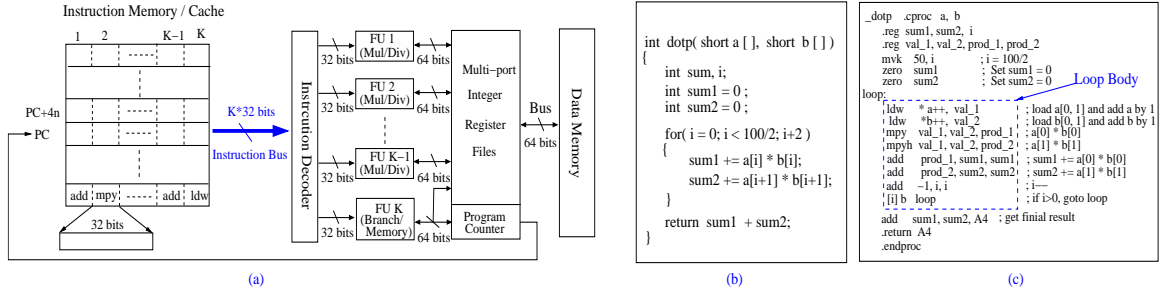 Instruction Memory / Cache
1 2 K−1 K
PC+4n
PC
add mpy add ldw
32 bits
K*32 bits
Instruction Bus
Instrcution Decoder
32 bits
FU 1
(Mul/Div)
64 bits
32 bits
FU 2
(Mul/Div)
64 bits
32 bits
FU K−1
(Mul/Div)
64 bits
32 bits
FU K
(Branch/
Memory)
64 bits
Multi−port
Integer
Register
Files
Program
Counter
Bus
64 bits
Data Memory
(a)
int dotp( short a [ ], short b [ ] )
{
int sum, i;
int sum1 = 0 ;
int sum2 = 0 ;
for( i = 0; i < 100/2; i+2 )
{
sum1 += a[i] * b[i];
sum2 += a[i+1] * b[i+1];
}
return sum1 + sum2;
}
(b)
_dotp .cproc a, b
.reg sum1, sum2, i
.reg val_1, val_2, prod_1, prod_2
mvk 50, i ; i = 100/2
zero sum1 ; Set sum1 = 0
zero sum2 ; Set sum2 = 0
Loop Body
loop:
ldw * a++, val_1 ; load a[0, 1] and add a by 1
ldw *b++, val_2 ; load b[0, 1] and add b by 1
mpy val_1, val_2, prod_1 ; a[0] * b[0]
mpyh val_1, val_2, prod_2 ; a[1] * b[1]
add prod_1, sum1, sum1 ; sum1 += a[0] * b[0]
add prod_2, sum2, sum2 ; sum2 += a[1] * b[1]
add −1, i, i ; i−−
[i] b loop ; if i>0, goto loop
add sum1, sum2, A4 ; get finial result
.return A4
.endproc
(c)